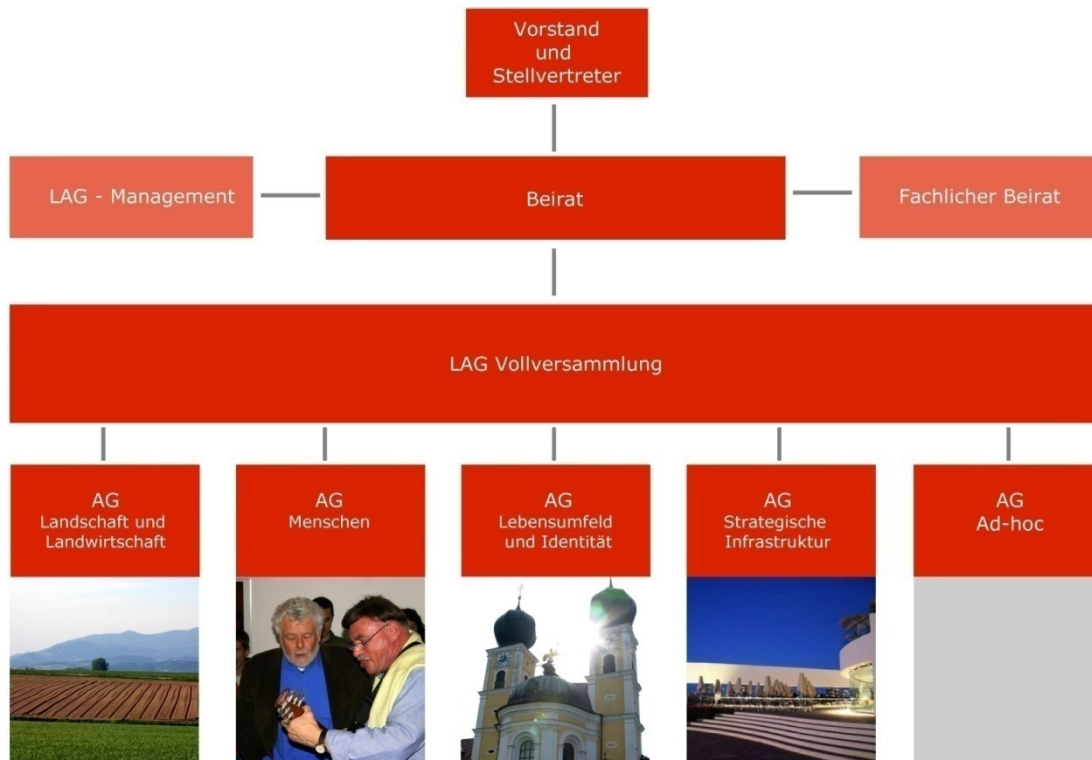 Vorstand
und
Stellvertreter
LAG - Management
Beirat
Fachlicher Beirat
LAG Vollversammlung
AG
Landschaft und
Landwirtschaft
AG
Menschen
AG
Lebensumfeld
und Identität
AG
Strategische
Infrastruktur
AG
Ad-hoc